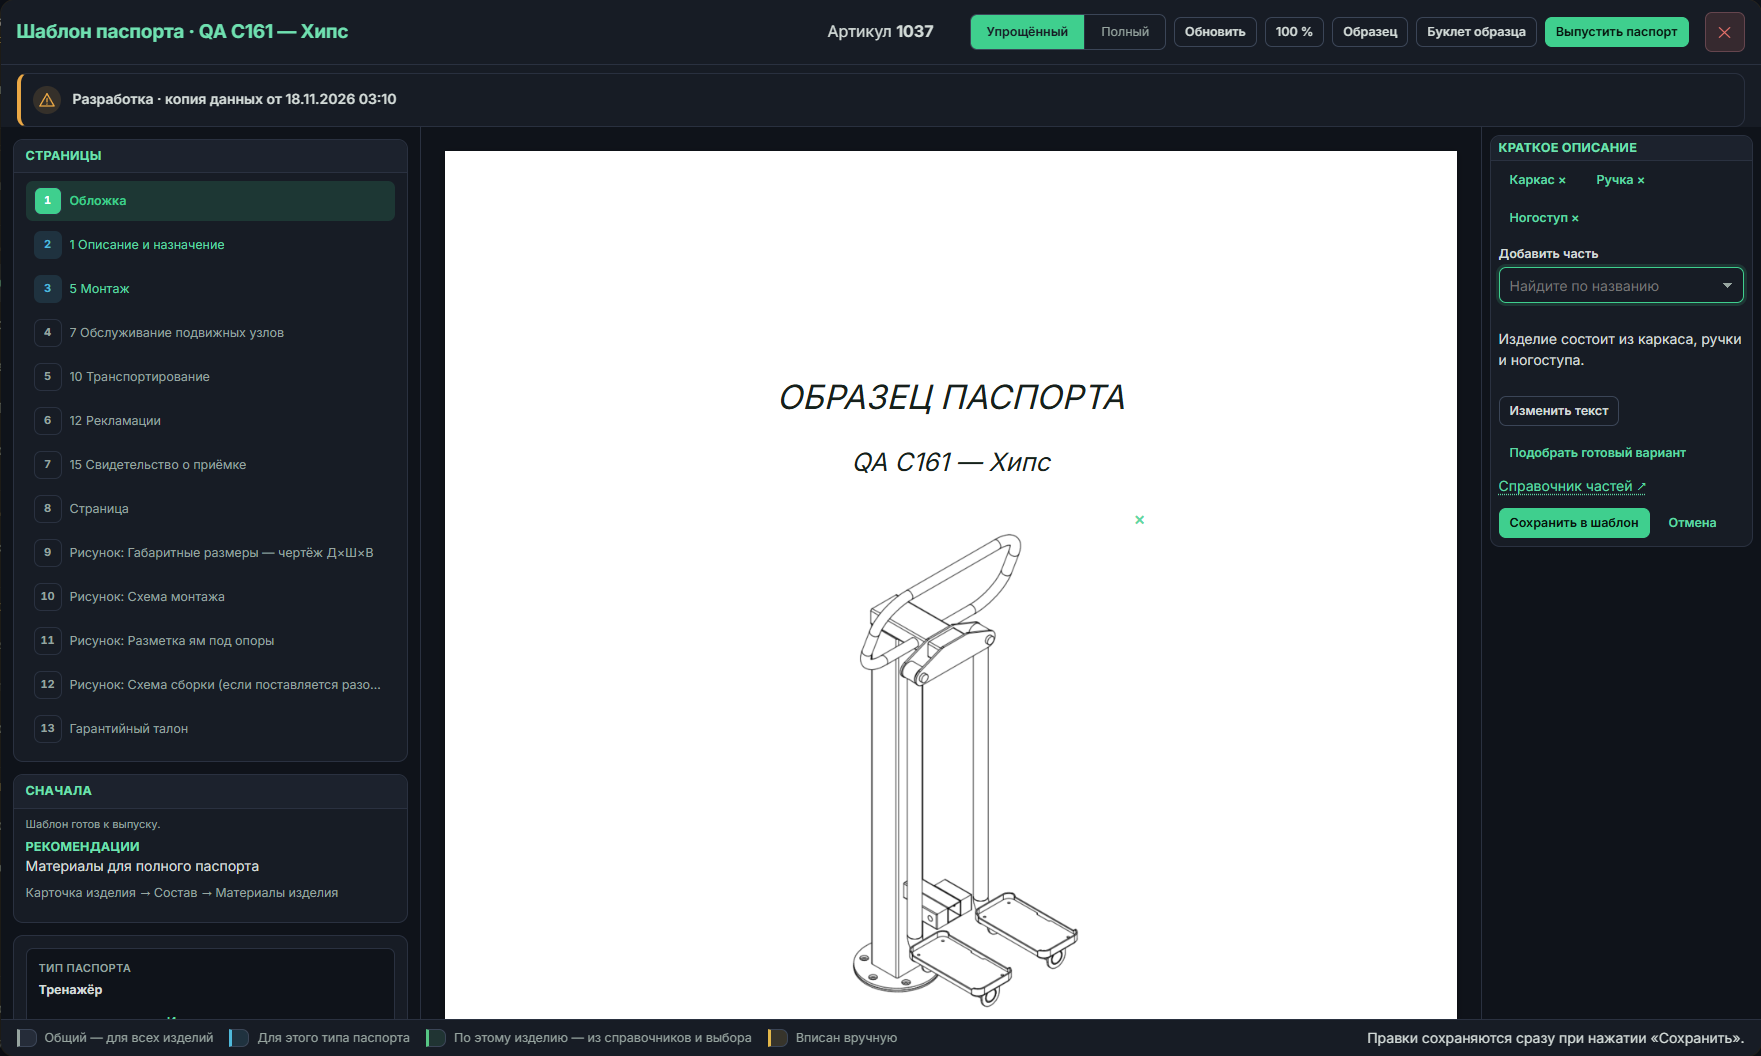 Шаблон паспорта · QA C161 — Хипс
Артикул 1037
Упрощённый
Полный
Обновить
100 %
Образец
Буклет образца
Выпустить паспорт
Разработка · копия данных от 18.11.2026 03:10
СТРАНИЦЫ
1 Обложка
2 1 Описание и назначение
3 5 Монтаж
4 7 Обслуживание подвижных узлов
5 10 Транспортирование
6 12 Рекламации
7 15 Свидетельство о приёмке
8 Страница
9 Рисунок: Габаритные размеры — чертёж Д×Ш×В
10 Рисунок: Схема монтажа
11 Рисунок: Разметка ям под опоры
12 Рисунок: Схема сборки (если поставляется разо...
13 Гарантийный талон
СНАЧАЛА
Шаблон готов к выпуску.
РЕКОМЕНДАЦИИ
Материалы для полного паспорта
Карточка изделия → Состав → Материалы изделия
ТИП ПАСПОРТА
Тренажёр
ОБРАЗЕЦ ПАСПОРТА
QA C161 — Хипс
×
КРАТКОЕ ОПИСАНИЕ
Каркас × Ручка ×
Ногоступ ×
Добавить часть
Найдите по названию
Изделие состоит из каркаса, ручки
и ногоступа.
Изменить текст
Подобрать готовый вариант
Справочник частей ↗
Сохранить в шаблон
Отмена
Общий — для всех изделий
Для этого типа паспорта
По этому изделию — из справочников и выбора
Вписан вручную
Правки сохраняются сразу при нажатии «Сохранить».